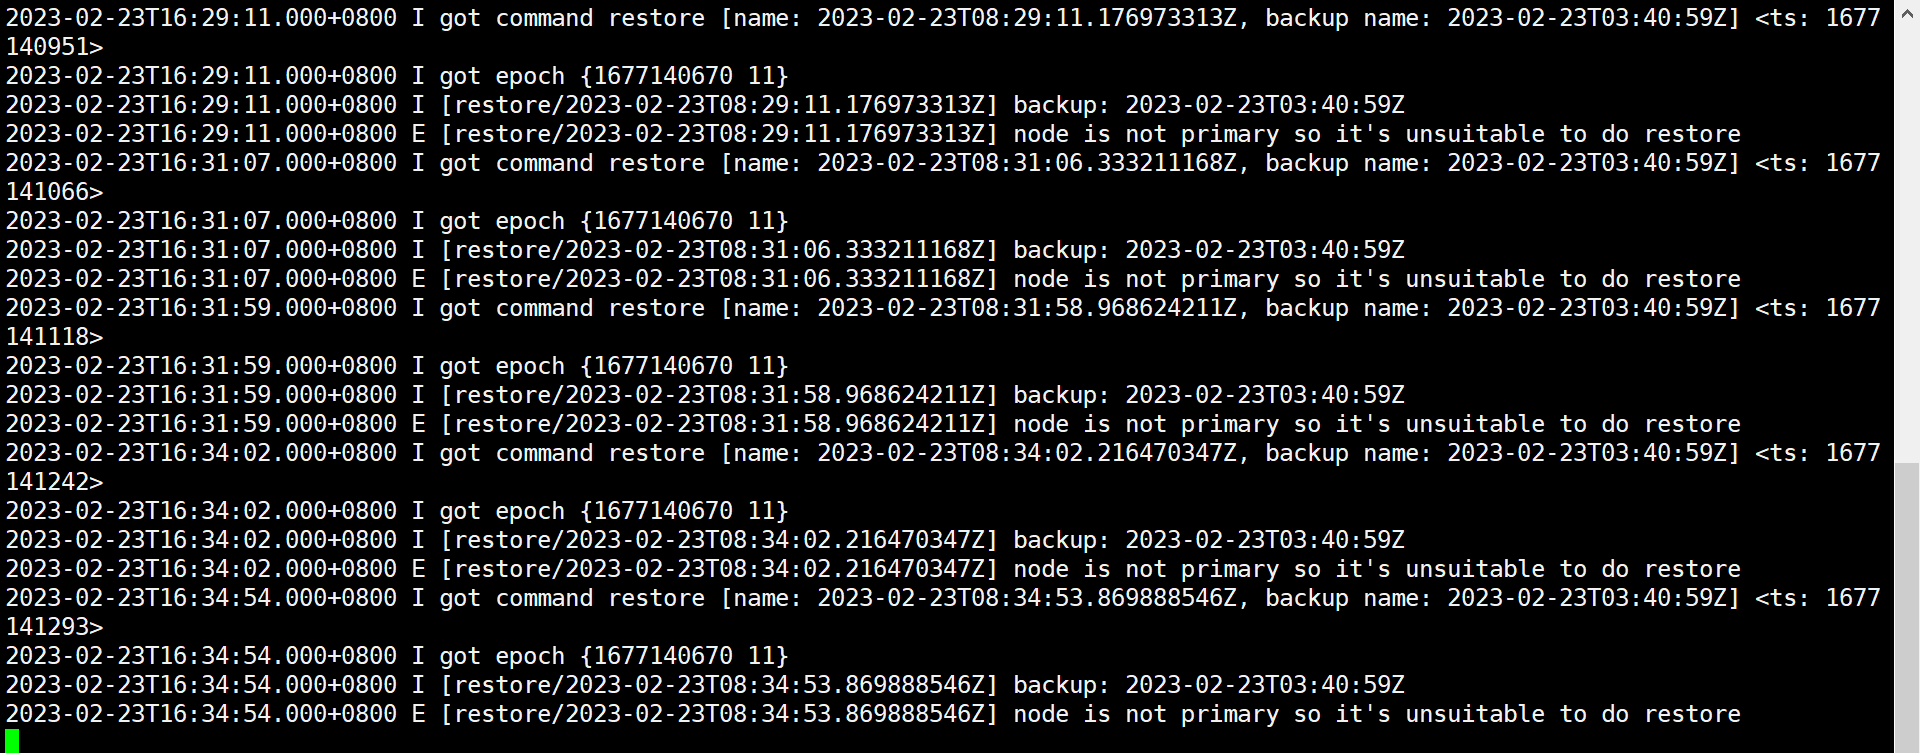 2023-02-23T16:29:11.000+0800 I got command restore [name: 2023-02-23T08:29:11.176973313Z, backup name: 2023-02-23T03:40:59Z] <ts: 1677
140951>
2023-02-23T16:29:11.000+0800 I got epoch {1677140670 11}
2023-02-23T16:29:11.000+0800 I [restore/2023-02-23T08:29:11.176973313Z] backup: 2023-02-23T03:40:59Z
2023-02-23T16:29:11.000+0800 E [restore/2023-02-23T08:29:11.176973313Z] node is not primary so it's unsuitable to do restore
2023-02-23T16:31:07.000+0800 I got command restore [name: 2023-02-23T08:31:06.333211168Z, backup name: 2023-02-23T03:40:59Z] <ts: 1677
141066>
2023-02-23T16:31:07.000+0800 I got epoch {1677140670 11}
2023-02-23T16:31:07.000+0800 I [restore/2023-02-23T08:31:06.333211168Z] backup: 2023-02-23T03:40:59Z
2023-02-23T16:31:07.000+0800 E [restore/2023-02-23T08:31:06.333211168Z] node is not primary so it's unsuitable to do restore
2023-02-23T16:31:59.000+0800 I got command restore [name: 2023-02-23T08:31:58.968624211Z, backup name: 2023-02-23T03:40:59Z] <ts: 1677
141118>
2023-02-23T16:31:59.000+0800 I got epoch {1677140670 11}
2023-02-23T16:31:59.000+0800 I [restore/2023-02-23T08:31:58.968624211Z] backup: 2023-02-23T03:40:59Z
2023-02-23T16:31:59.000+0800 E [restore/2023-02-23T08:31:58.968624211Z] node is not primary so it's unsuitable to do restore
2023-02-23T16:34:02.000+0800 I got command restore [name: 2023-02-23T08:34:02.216470347Z, backup name: 2023-02-23T03:40:59Z] <ts: 1677
141242>
2023-02-23T16:34:02.000+0800 I got epoch {1677140670 11}
2023-02-23T16:34:02.000+0800 I [restore/2023-02-23T08:34:02.216470347Z] backup: 2023-02-23T03:40:59Z
2023-02-23T16:34:02.000+0800 E [restore/2023-02-23T08:34:02.216470347Z] node is not primary so it's unsuitable to do restore
2023-02-23T16:34:54.000+0800 I got command restore [name: 2023-02-23T08:34:53.869888546Z, backup name: 2023-02-23T03:40:59Z] <ts: 1677
141293>
2023-02-23T16:34:54.000+0800 I got epoch {1677140670 11}
2023-02-23T16:34:54.000+0800 I [restore/2023-02-23T08:34:53.869888546Z] backup: 2023-02-23T03:40:59Z
2023-02-23T16:34:54.000+0800 E [restore/2023-02-23T08:34:53.869888546Z] node is not primary so it's unsuitable to do restore